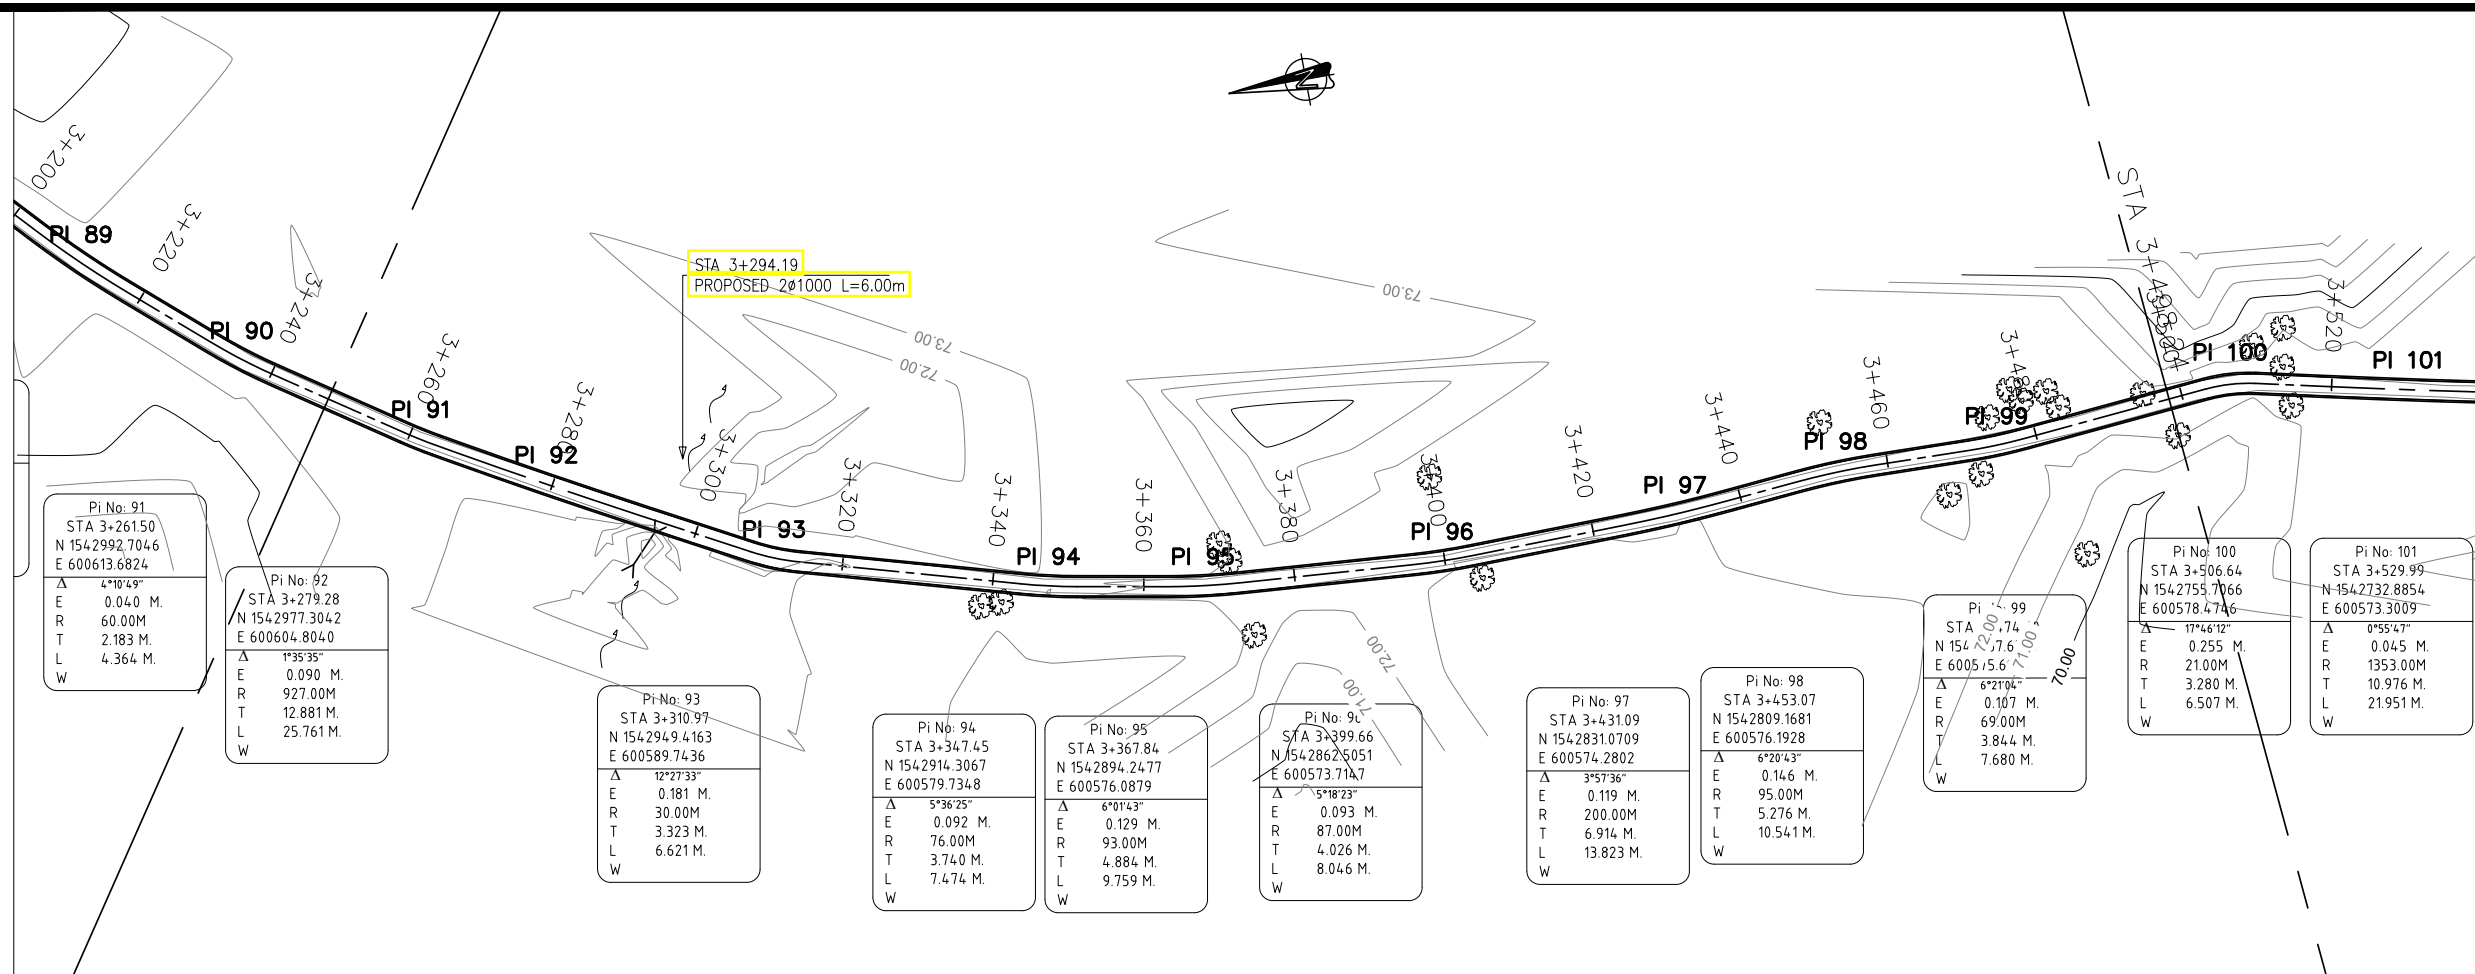 3+200
3+220
3+240
3+260
3+280
3+300
3+320
3+340
3+360
3+380
3+400
3+420
3+440
3+460
3+520
STA 3+294.19
PROPOSED 2ø1000 L=6.00m
N
PI 89
PI 90
PI 91
PI 92
PI 93
PI 94
PI 95
PI 96
PI 97
PI 98
PI 99
PI 100
PI 101
73.00
72.00
73.00
72.00
71.00
72.00
71.00
70.00
Pi No: 91
STA 3+261.50
N 1542992.7046
E 600613.6824
Δ 4°10'49"
E 0.040 M.
R 60.00M
T 2.183 M.
L 4.364 M.
W
Pi No: 92
STA 3+279.28
N 1542977.3042
E 600604.8040
Δ 1°35'35"
E 0.090 M.
R 927.00M
T 12.881 M.
L 25.761 M.
W
Pi No: 93
STA 3+310.97
N 1542949.4163
E 600589.7436
Δ 12°27'33"
E 0.181 M.
R 30.00M
T 3.323 M.
L 6.621 M.
W
Pi No: 94
STA 3+347.45
N 1542914.3067
E 600579.7348
Δ 5°36'25"
E 0.092 M.
R 76.00M
T 3.740 M.
L 7.474 M.
W
Pi No: 95
STA 3+367.84
N 1542894.2477
E 600576.0879
Δ 6°01'43"
E 0.129 M.
R 93.00M
T 4.884 M.
L 9.759 M.
W
Pi No: 96
STA 3+399.66
N 1542862.5051
E 600573.7147
Δ 5°18'23"
E 0.093 M.
R 87.00M
T 4.026 M.
L 8.046 M.
W
Pi No: 97
STA 3+431.09
N 1542831.0709
E 600574.2802
Δ 3°57'36"
E 0.119 M.
R 200.00M
T 6.914 M.
L 13.823 M.
W
Pi No: 98
STA 3+453.07
N 1542809.1681
E 600576.1928
Δ 6°20'43"
E 0.146 M.
R 95.00M
T 5.276 M.
L 10.541 M.
W
99
STA
Δ 6°21'04"
E 0.107 M.
R 69.00M
T 3.844 M.
L 7.680 M.
W
Pi No: 100
STA 3+506.64
N 1542755.7066
E 600578.4746
Δ 17°46'12"
E 0.255 M.
R 21.00M
T 3.280 M.
L 6.507 M.
W
Pi No: 101
STA 3+529.99
N 1542732.8854
E 600573.3009
Δ 0°55'47"
E 0.045 M.
R 1353.00M
T 10.976 M.
L 21.951 M.
W